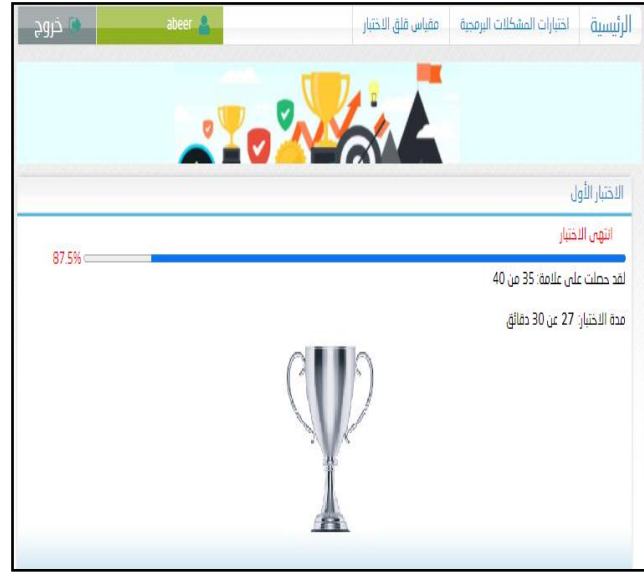 الرئيسية اختبارات المشكلات البرمجية مقياس قلق الاختبار abeer خروج
الاختبار الأول
انتهى الاختبار
87.5%
لقد حصلت على علامة: 35 من 40
مدة الاختبار: 27 عن 30 دقائق